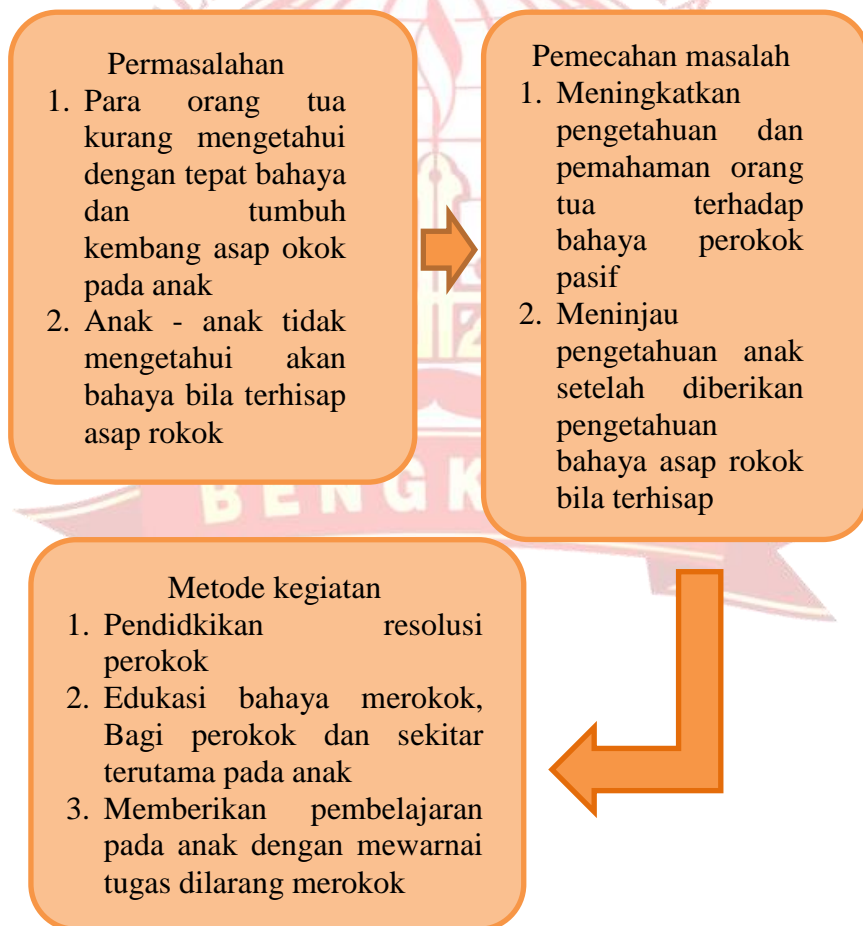 Permasalahan
1. Para orang tua
kurang mengetahui
dengan tepat bahaya
dan tumbuh
kembang asap okok
pada anak
2. Anak - anak tidak
mengetahui akan
bahaya bila terhisap
asap rokok
Pemecahan masalah
1. Meningkatkan
pengetahuan dan
pemahaman orang
tua terhadap
bahaya perokok
pasif
2. Meninjau
pengetahuan anak
setelah diberikan
pengetahuan
bahaya asap rokok
bila terhisap
Metode kegiatan
1. Pendidkikan resolusi
perokok
2. Edukasi bahaya merokok,
Bagi perokok dan sekitar
terutama pada anak
3. Memberikan pembelajaran
pada anak dengan mewarnai
tugas dilarang merokok